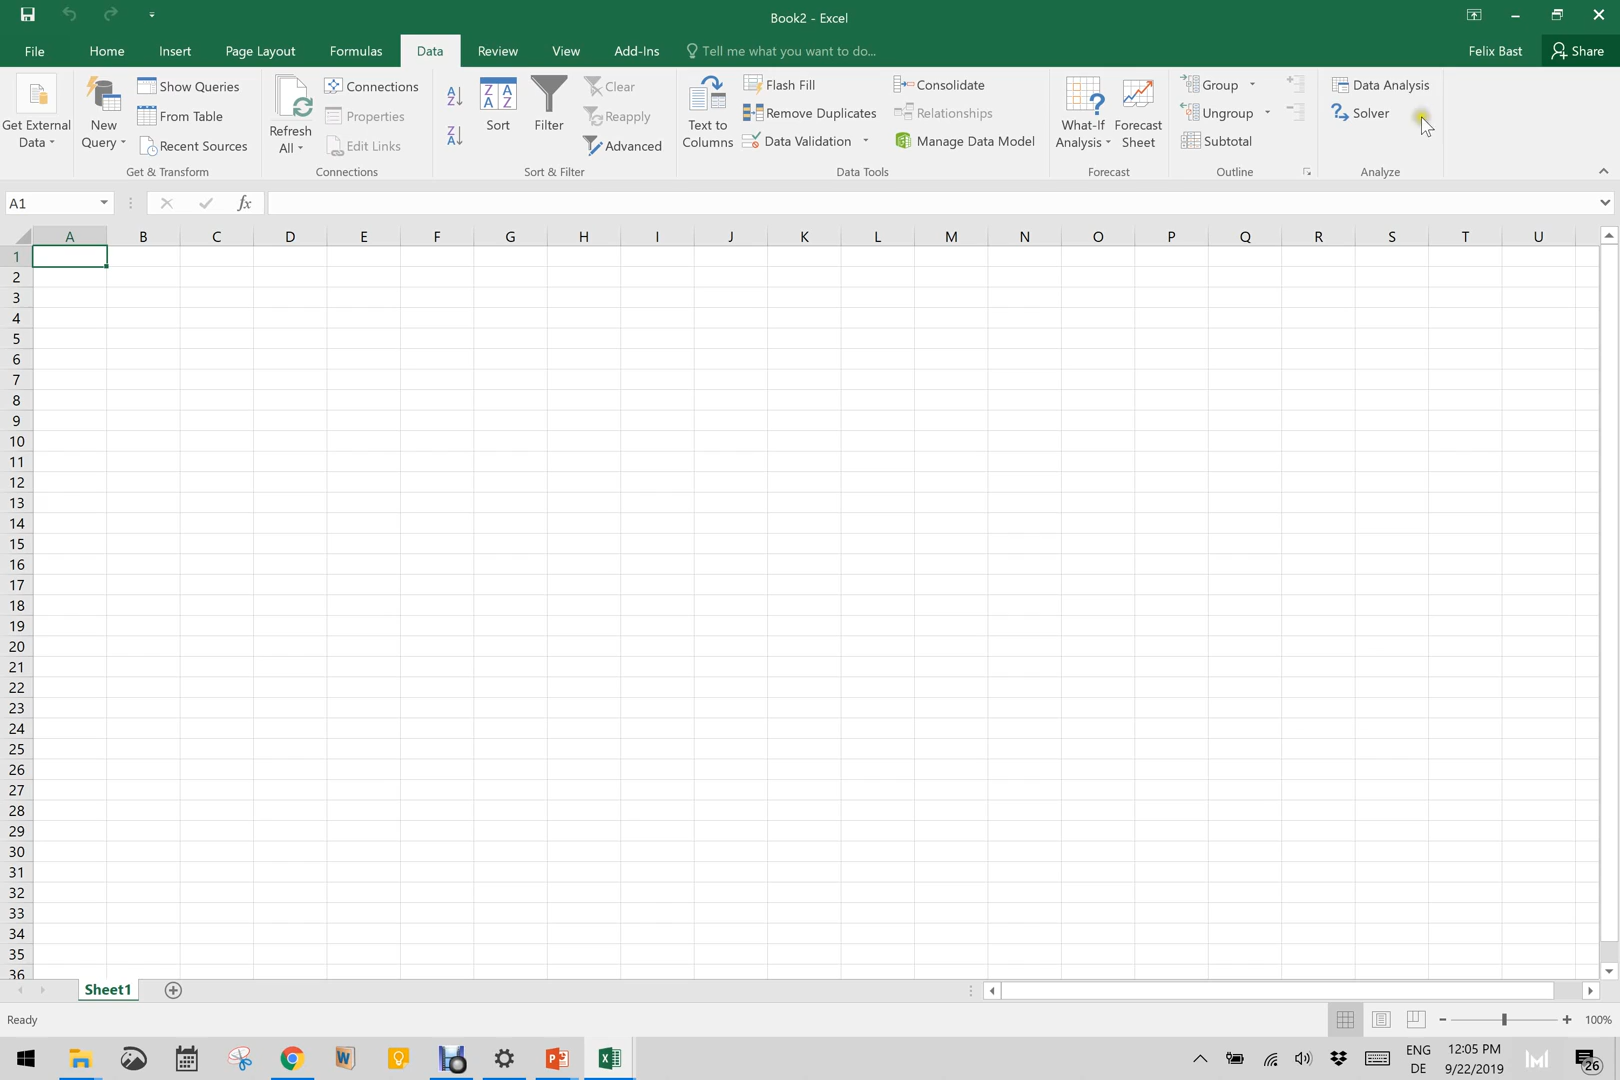 Book2 - Excel
File Home Insert Page Layout Formulas Data Review View Add-Ins Tell me what you want to do... Felix Bast Share
Get External Data
New Query
Show Queries
From Table
Recent Sources
Get & Transform
Refresh All
Connections
Properties
Edit Links
Connections
Sort
Filter
Clear
Reapply
Advanced
Sort & Filter
Text to Columns
Flash Fill
Remove Duplicates
Data Validation
Consolidate
Relationships
Manage Data Model
Data Tools
What-If Analysis
Forecast Sheet
Forecast
Group
Ungroup
Subtotal
Outline
Data Analysis
Solver
Analyze
A1 fx
A B C D E F G H I J K L M N O P Q R S T U
1
2
3
4
5
6
7
8
9
10
11
12
13
14
15
16
17
18
19
20
21
22
23
24
25
26
27
28
29
30
31
32
33
34
35
36
Sheet1
Ready 100%
ENG 12:05 PM
DE 9/22/2019 26